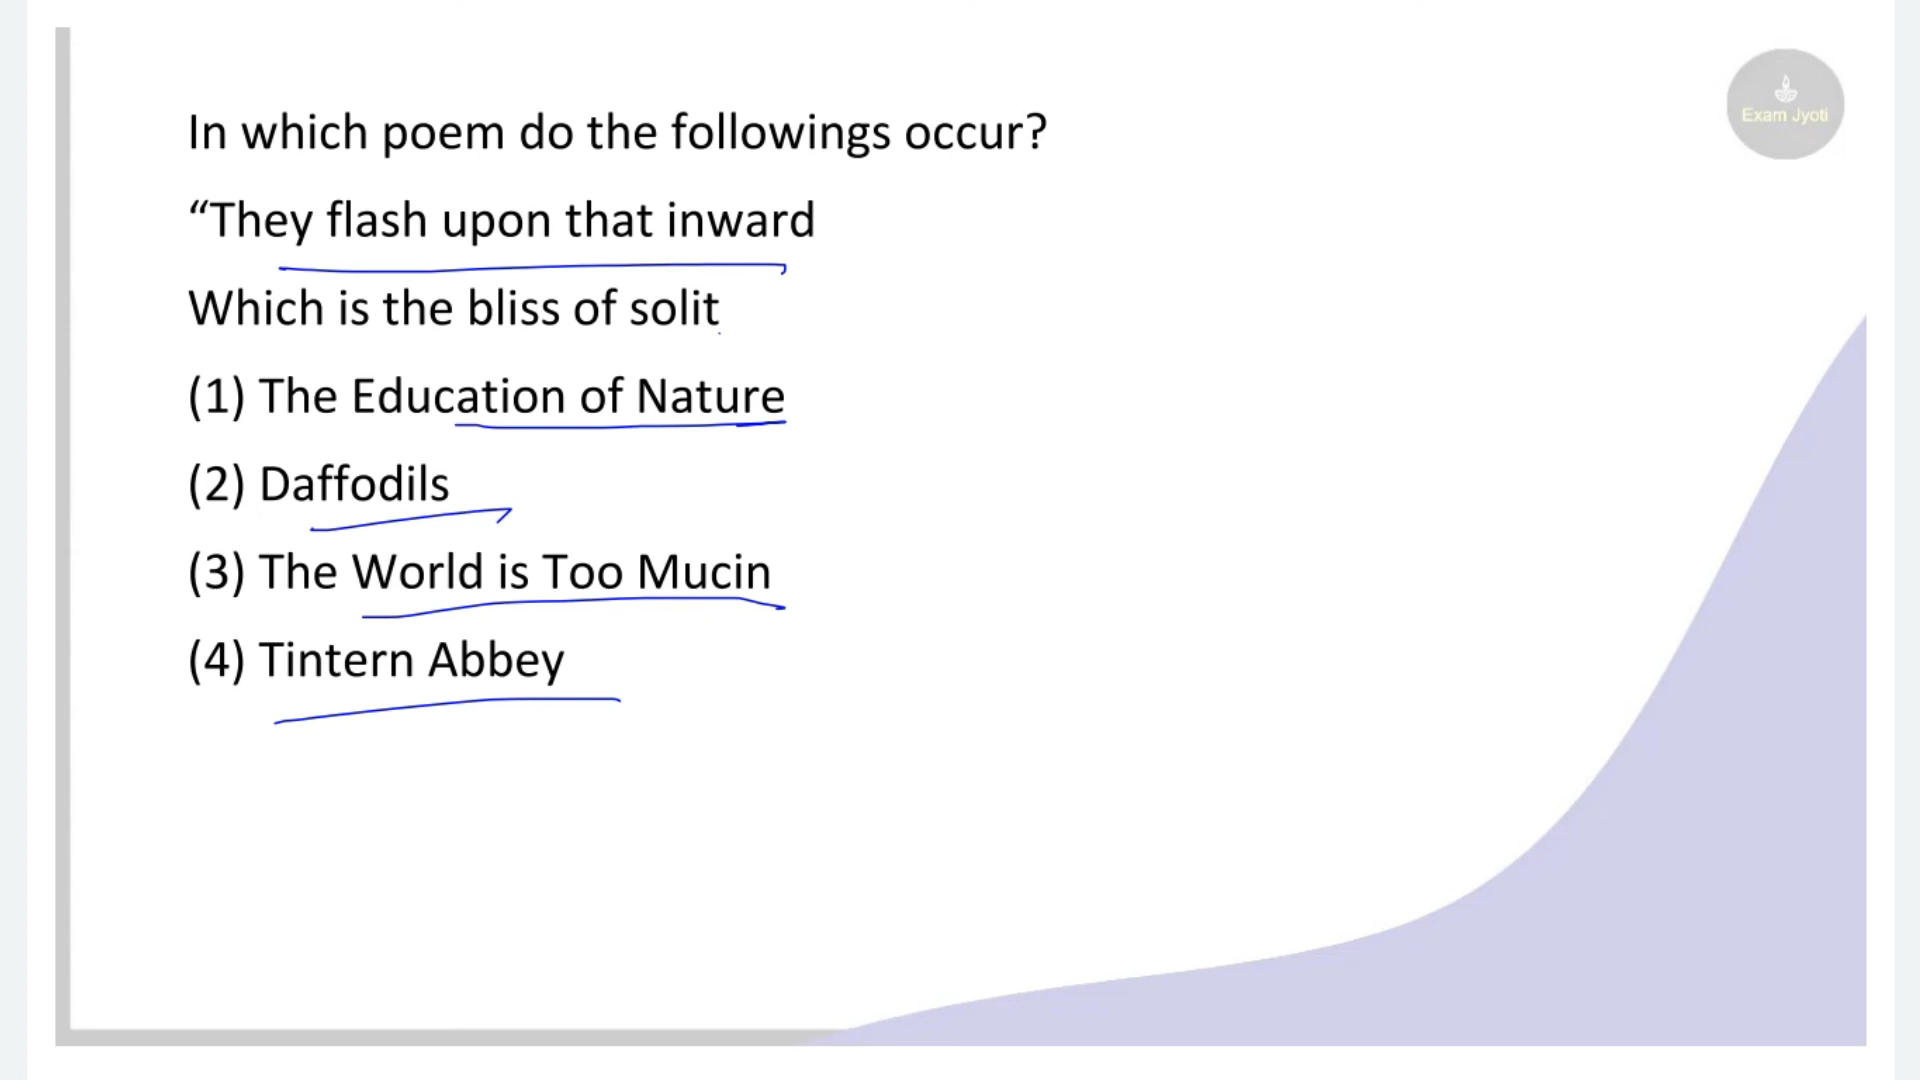 In which poem do the followings occur?
“They flash upon that inward
Which is the bliss of solit
(1) The Education of Nature
(2) Daffodils
(3) The World is Too Mucin
(4) Tintern Abbey
Exam Jyoti